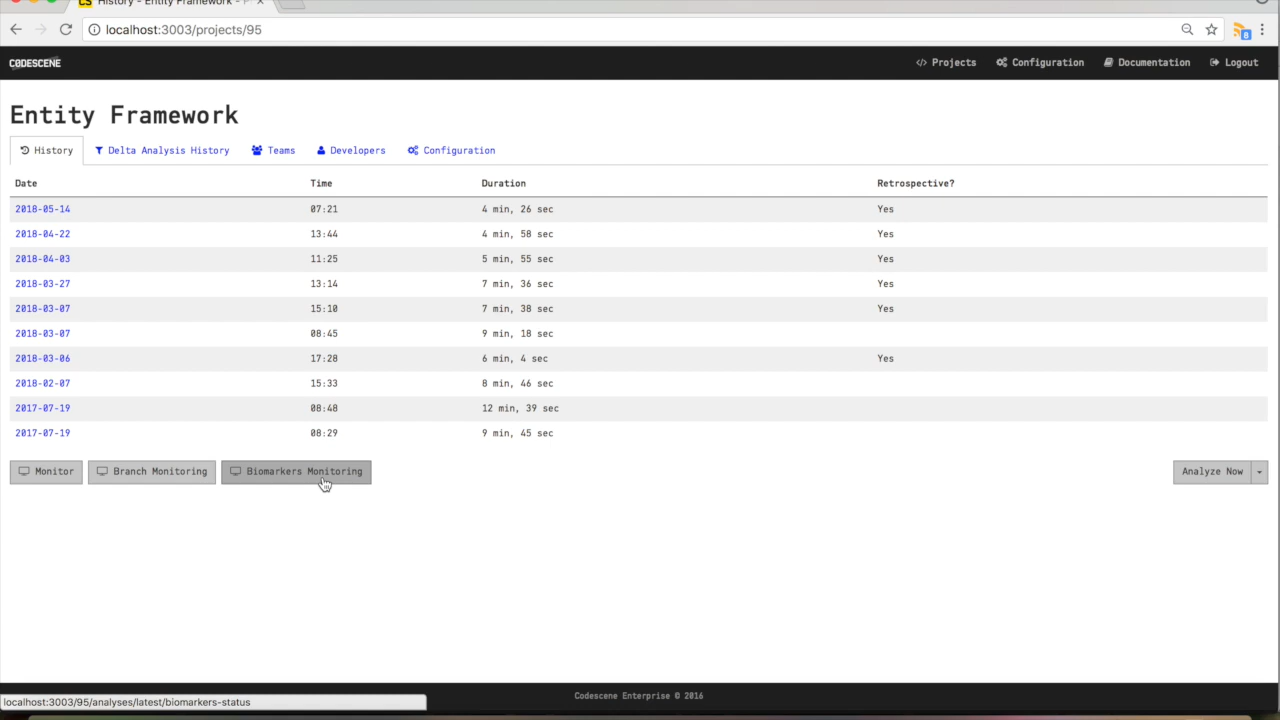 History - Entity Framework -
localhost:3003/projects/95
8
CODESCENE
Projects Configuration Documentation Logout
Entity Framework
History Delta Analysis History Teams Developers Configuration
Date Time Duration Retrospective?
2018-05-14 07:21 4 min, 26 sec Yes
2018-04-22 13:44 4 min, 58 sec Yes
2018-04-03 11:25 5 min, 55 sec Yes
2018-03-27 13:14 7 min, 36 sec Yes
2018-03-07 15:10 7 min, 38 sec Yes
2018-03-07 08:45 9 min, 18 sec
2018-03-06 17:28 6 min, 4 sec Yes
2018-02-07 15:33 8 min, 46 sec
2017-07-19 08:48 12 min, 39 sec
2017-07-19 08:29 9 min, 45 sec
Monitor Branch Monitoring Biomarkers Monitoring Analyze Now
Codescene Enterprise © 2016
localhost:3003/95/analyses/latest/biomarkers-status